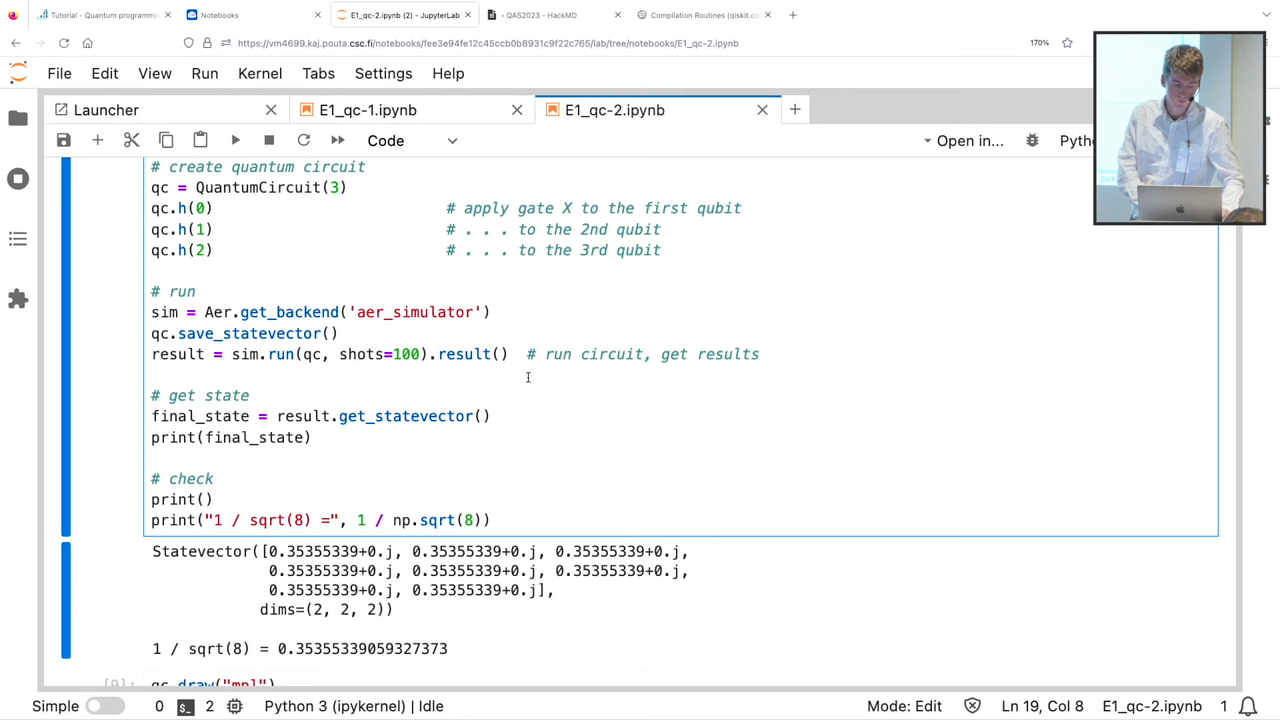 Tutorial - Quantum programmin
Notebooks
E1_qc-2.ipynb (2) - JupyterLab
- QAS2023 - HackMD
Compilation Routines (qiskit.c
https://vm4699.kaj.pouta.csc.fi/notebooks/fee3e94fe12c45ccb0b8931c9f22c765/lab/tree/notebooks/E1_qc-2.ipynb
170%
File Edit View Run Kernel Tabs Settings Help
Launcher
E1_qc-1.ipynb
E1_qc-2.ipynb
Code
Open in...
Pyth
# create quantum circuit
qc = QuantumCircuit(3)
qc.h(0) # apply gate X to the first qubit
qc.h(1) # . . . to the 2nd qubit
qc.h(2) # . . . to the 3rd qubit
# run
sim = Aer.get_backend('aer_simulator')
qc.save_statevector()
result = sim.run(qc, shots=100).result() # run circuit, get results
# get state
final_state = result.get_statevector()
print(final_state)
# check
print()
print("1 / sqrt(8) =", 1 / np.sqrt(8))
Statevector([0.35355339+0.j, 0.35355339+0.j, 0.35355339+0.j,
0.35355339+0.j, 0.35355339+0.j, 0.35355339+0.j,
0.35355339+0.j, 0.35355339+0.j],
dims=(2, 2, 2))
1 / sqrt(8) = 0.35355339059327373
[9]: qc.draw("mpl")
Simple 0 2 Python 3 (ipykernel) | Idle Mode: Edit Ln 19, Col 8 E1_qc-2.ipynb 1